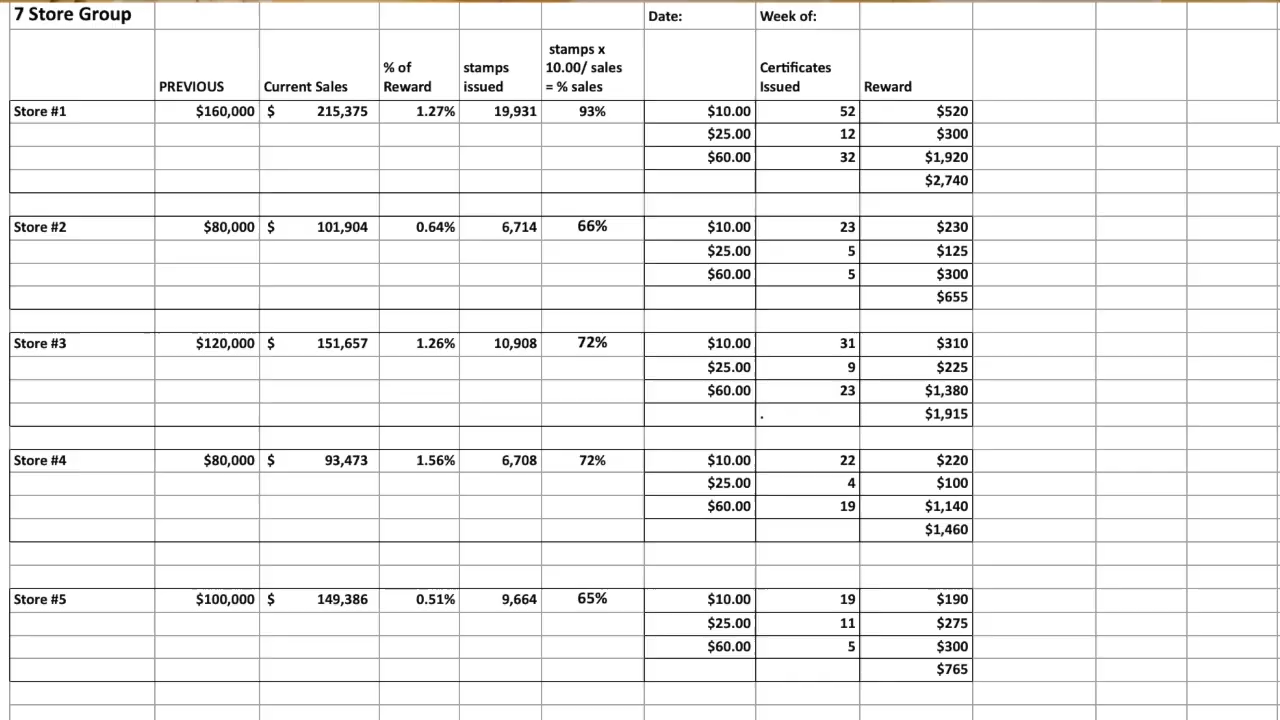 7 Store Group Date: Week of:
PREVIOUS Current Sales % of Reward stamps issued stamps x 10.00/ sales = % sales Certificates Issued Reward
Store #1 $160,000 $ 215,375 1.27% 19,931 93% $10.00 52 $520
$25.00 12 $300
$60.00 32 $1,920
$2,740
Store #2 $80,000 $ 101,904 0.64% 6,714 66% $10.00 23 $230
$25.00 5 $125
$60.00 5 $300
$655
Store #3 $120,000 $ 151,657 1.26% 10,908 72% $10.00 31 $310
$25.00 9 $225
$60.00 23 $1,380
. $1,915
Store #4 $80,000 $ 93,473 1.56% 6,708 72% $10.00 22 $220
$25.00 4 $100
$60.00 19 $1,140
$1,460
Store #5 $100,000 $ 149,386 0.51% 9,664 65% $10.00 19 $190
$25.00 11 $275
$60.00 5 $300
$765